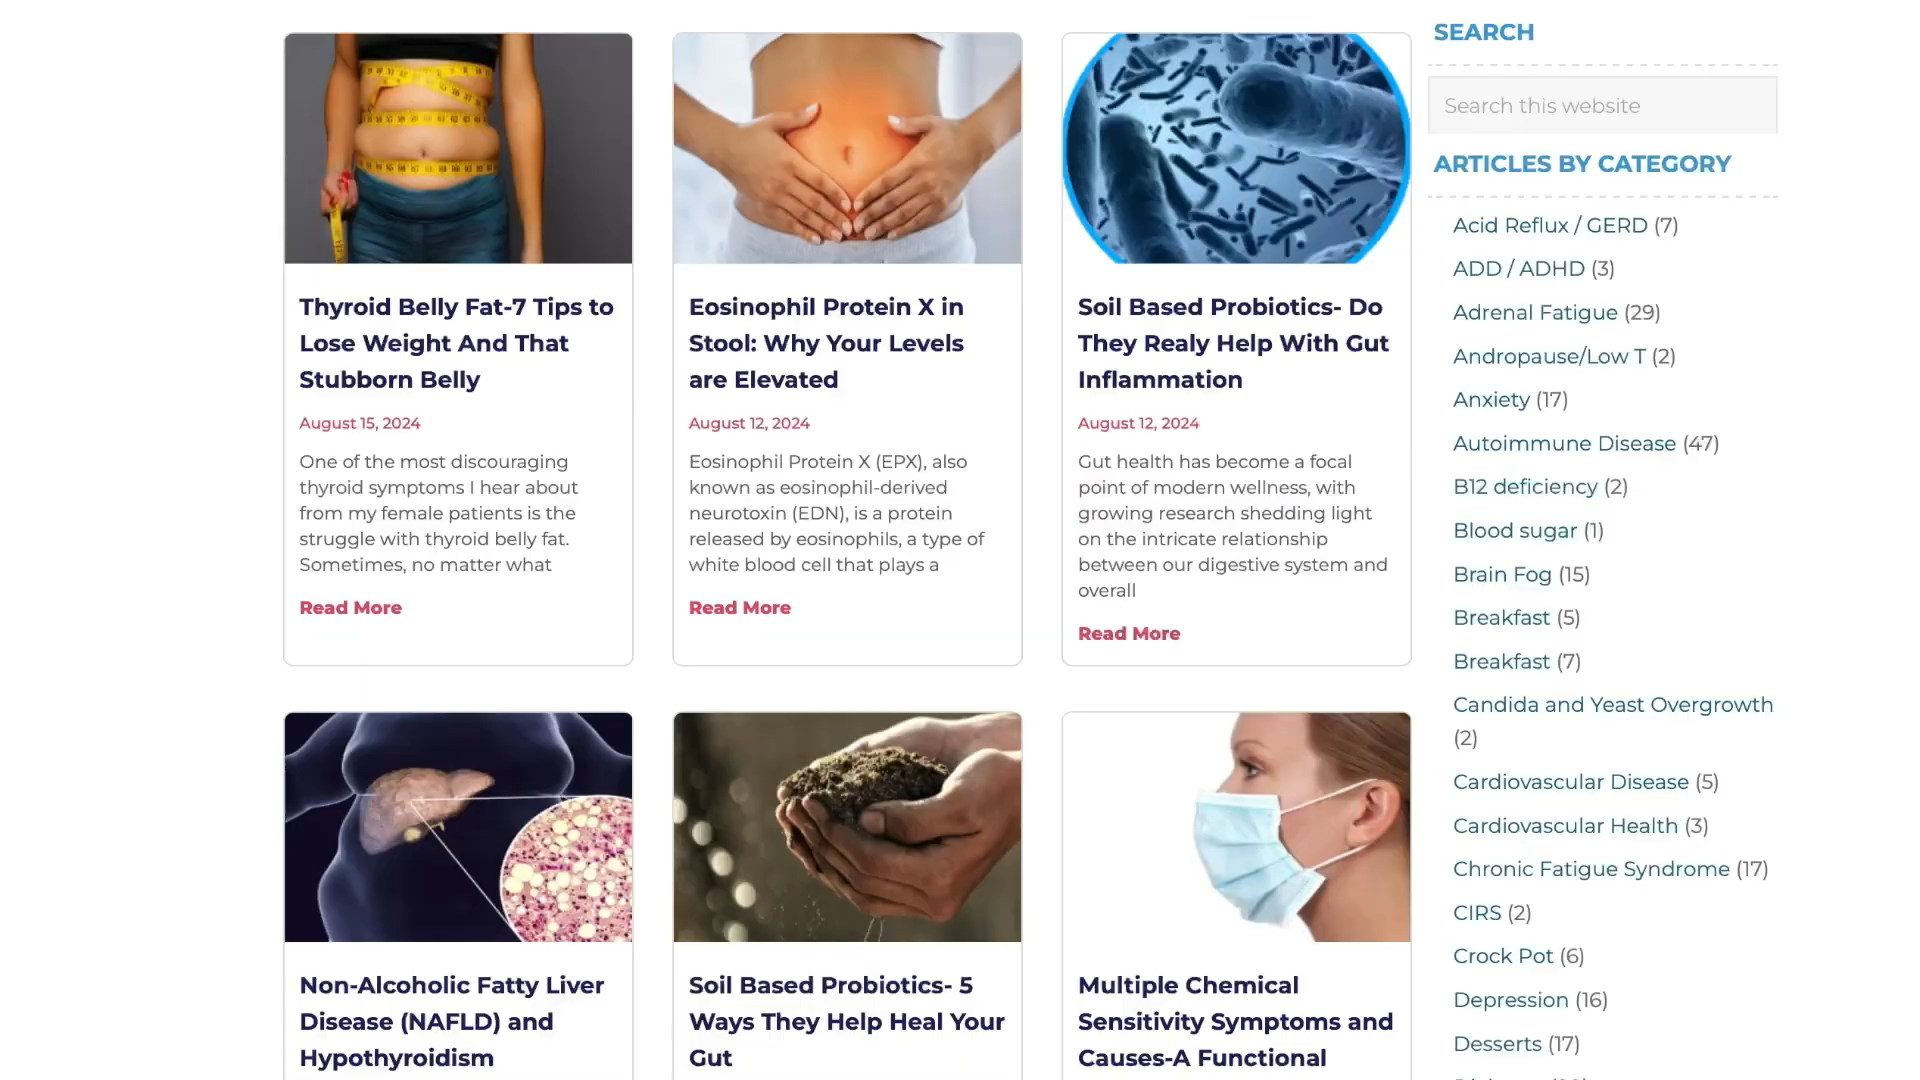 Thyroid Belly Fat-7 Tips to
Lose Weight And That
Stubborn Belly
August 15, 2024
One of the most discouraging
thyroid symptoms I hear about
from my female patients is the
struggle with thyroid belly fat.
Sometimes, no matter what
Read More
Eosinophil Protein X in
Stool: Why Your Levels
are Elevated
August 12, 2024
Eosinophil Protein X (EPX), also
known as eosinophil-derived
neurotoxin (EDN), is a protein
released by eosinophils, a type of
white blood cell that plays a
Read More
Soil Based Probiotics- Do
They Realy Help With Gut
Inflammation
August 12, 2024
Gut health has become a focal
point of modern wellness, with
growing research shedding light
on the intricate relationship
between our digestive system and
overall
Read More
Non-Alcoholic Fatty Liver
Disease (NAFLD) and
Hypothyroidism
Soil Based Probiotics- 5
Ways They Help Heal Your
Gut
Multiple Chemical
Sensitivity Symptoms and
Causes-A Functional
SEARCH
Search this website
ARTICLES BY CATEGORY
Acid Reflux / GERD (7)
ADD / ADHD (3)
Adrenal Fatigue (29)
Andropause/Low T (2)
Anxiety (17)
Autoimmune Disease (47)
B12 deficiency (2)
Blood sugar (1)
Brain Fog (15)
Breakfast (5)
Breakfast (7)
Candida and Yeast Overgrowth
(2)
Cardiovascular Disease (5)
Cardiovascular Health (3)
Chronic Fatigue Syndrome (17)
CIRS (2)
Crock Pot (6)
Depression (16)
Desserts (17)